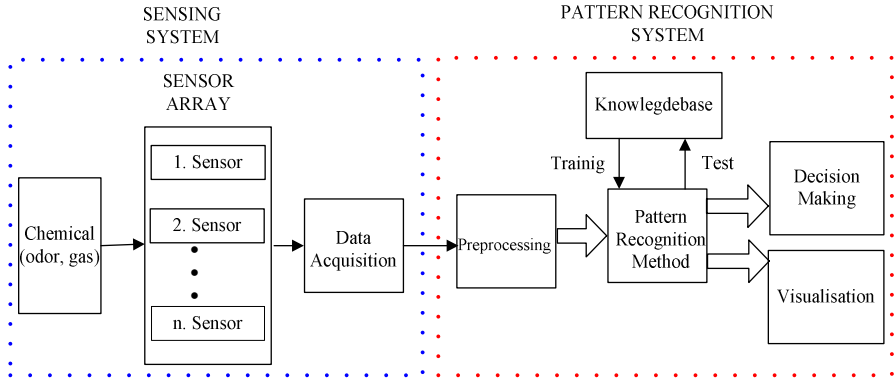 SENSING
SYSTEM
PATTERN RECOGNITION
SYSTEM
SENSOR
ARRAY
1. Sensor
2. Sensor
n. Sensor
Chemical
(odor, gas)
Data
Acquisition
Preprocessing
Knowlegdebase
Trainig
Test
Pattern
Recognition
Method
Decision
Making
Visualisation